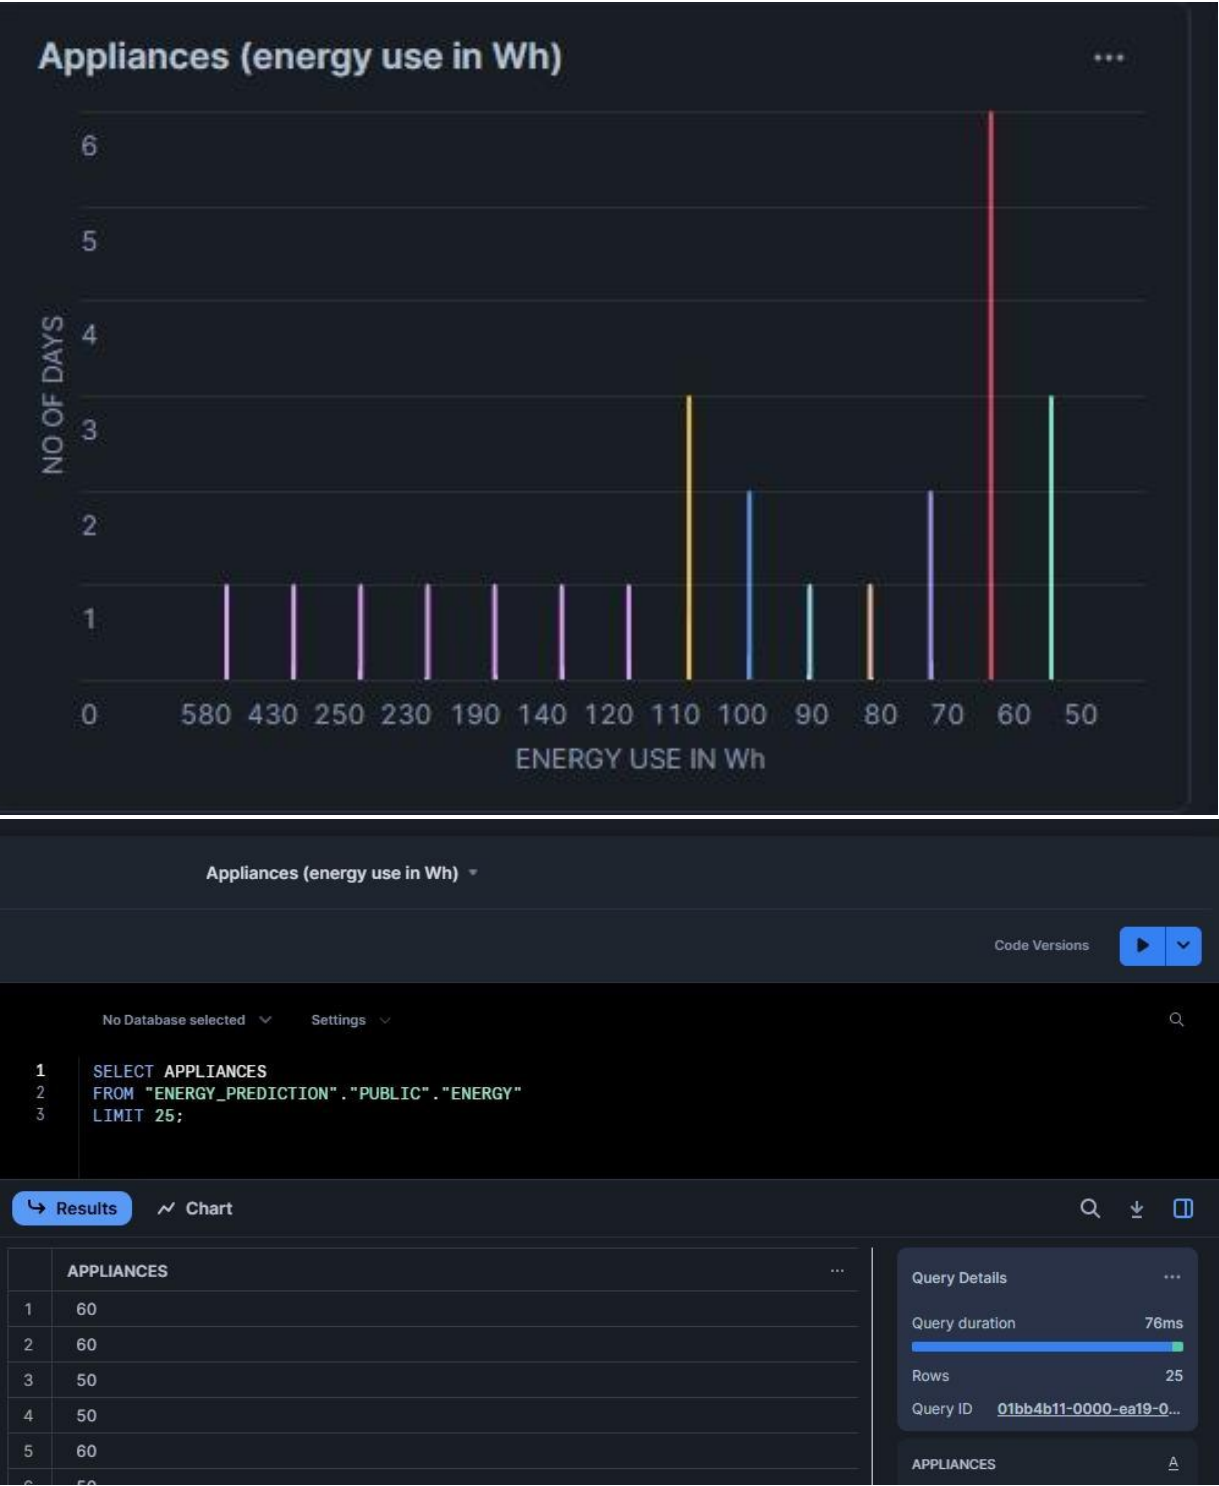 Appliances (energy use in Wh)
6
5
4
3
2
1
0
NO OF DAYS
580 430 250 230 190 140 120 110 100 90 80 70 60 50
ENERGY USE IN Wh
Appliances (energy use in Wh)
Code Versions
No Database selected Settings
1 SELECT APPLIANCES
2 FROM "ENERGY_PREDICTION"."PUBLIC"."ENERGY"
3 LIMIT 25;
Results Chart
APPLIANCES
1 60
2 60
3 50
4 50
5 60
Query Details
Query duration 76ms
Rows 25
Query ID 01bb4b11-0000-ea19-0...
APPLIANCES A